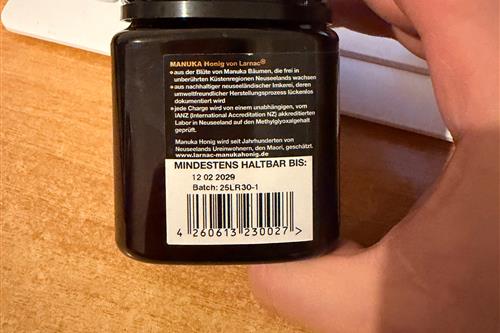 MANUKA Honig von Larnac®
• aus der Blüte von Manuka Bäumen, die frei in
unberührten Küstenregionen Neuseelands wachsen
• aus nachhaltiger neuseeländischer Imkerei, deren
umweltfreundlicher Herstellungsprozess lückenlos
dokumentiert wird
• jede Charge wird von einem unabhängigen, vom
IANZ (International Accreditation NZ) akkreditierten
Labor in Neuseeland auf den Methylglyoxalgehalt
geprüft.
Manuka Honig wird seit Jahrhunderten von
Neuseelands Ureinwohnern, den Maori, geschätzt.
www.larnac-manukahonig.de
MINDESTENS HALTBAR BIS:
12 02 2029
Batch: 25LR30-1
4 260613 230027 >